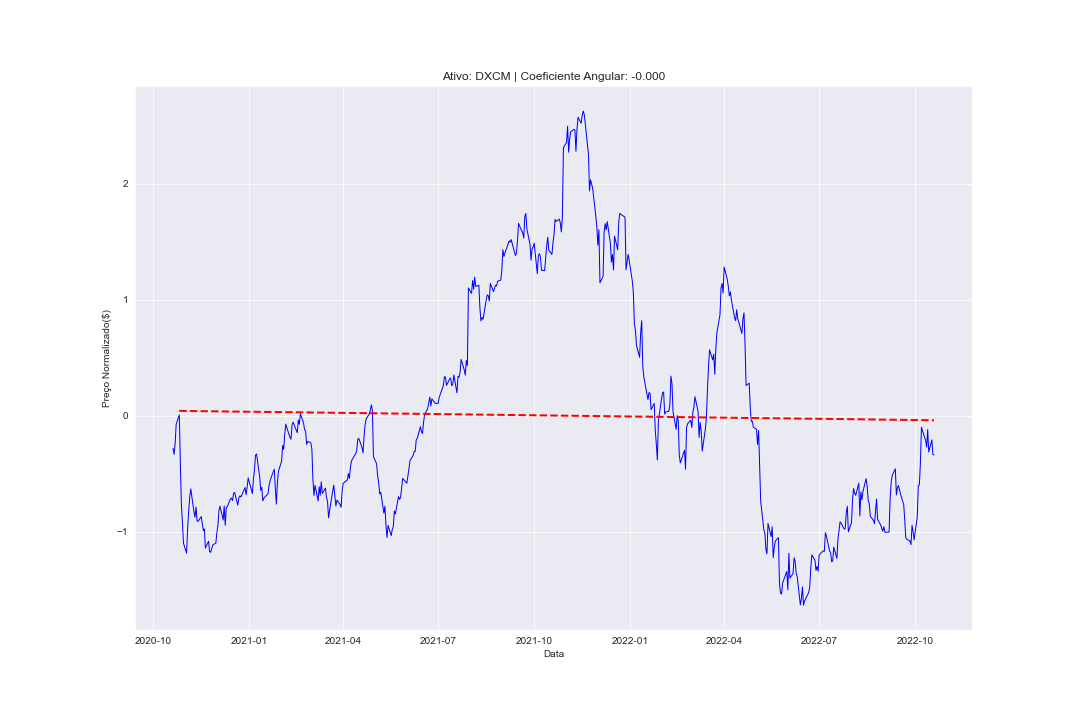 Ativo: DXCM | Coeficiente Angular: -0.000
Preço Normalizado($)
2
1
0
−1
2020-10 2021-01 2021-04 2021-07 2021-10 2022-01 2022-04 2022-07 2022-10
Data